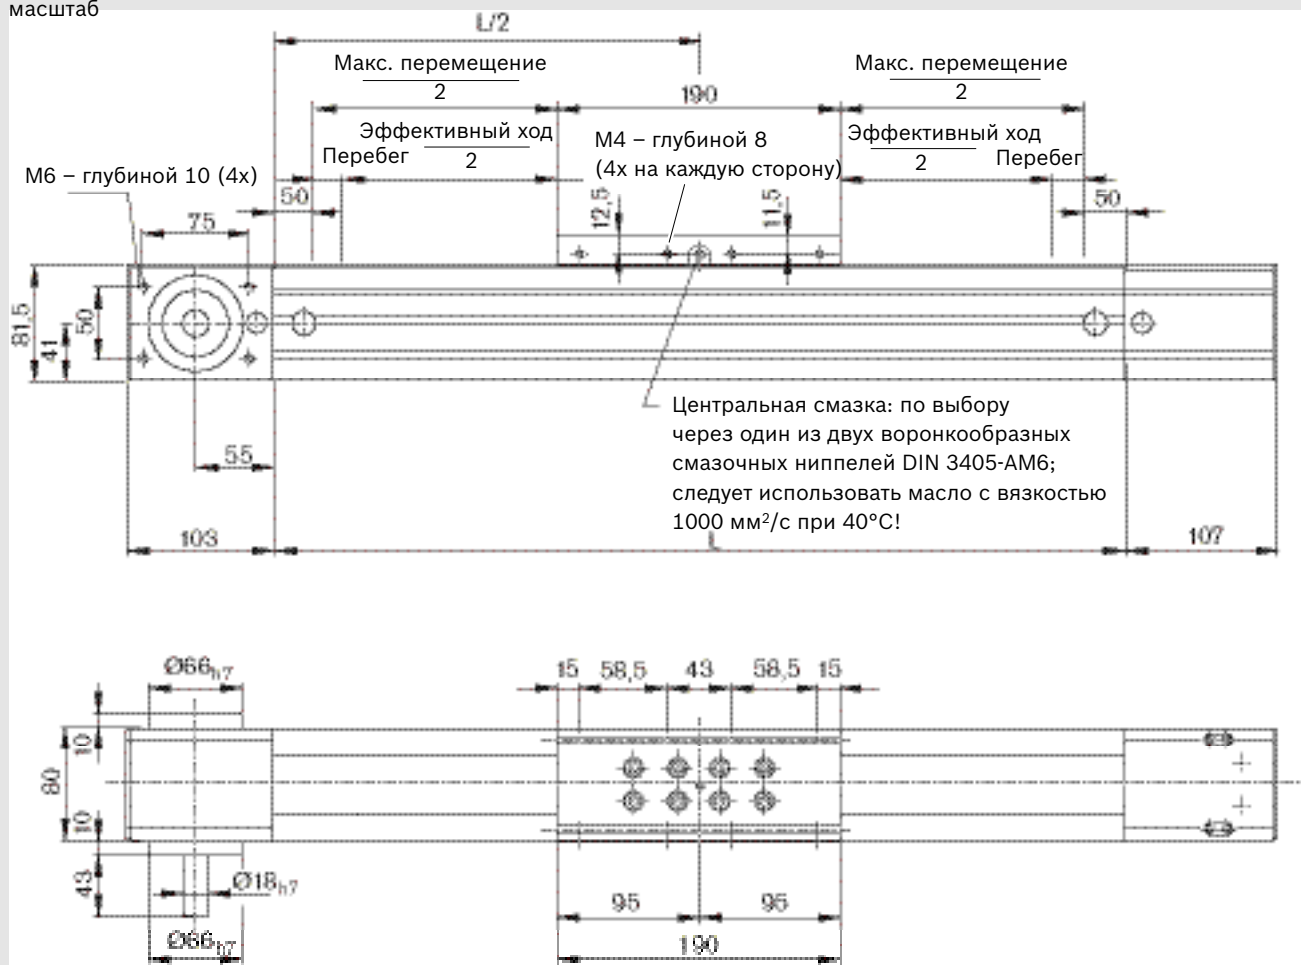 масштаб
L/2
Макс. перемещение
2
190
Макс. перемещение
2
Эффективный ход
2
Перебег
M4 – глубиной 8
(4x на каждую сторону)
Эффективный ход
2
Перебег
M6 – глубиной 10 (4x)
50
12,5
11,5
50
75
81,5
41
50
55
Центральная смазка: по выбору
через один из двух воронкообразных
смазочных ниппелей DIN 3405-AM6;
следует использовать масло с вязкостью
1000 мм²/с при 40°C!
103
L
107
Ø66h7
15
58,5
43
58,5
15
10
80
10
43
Ø18h7
Ø66h7
95
95
190